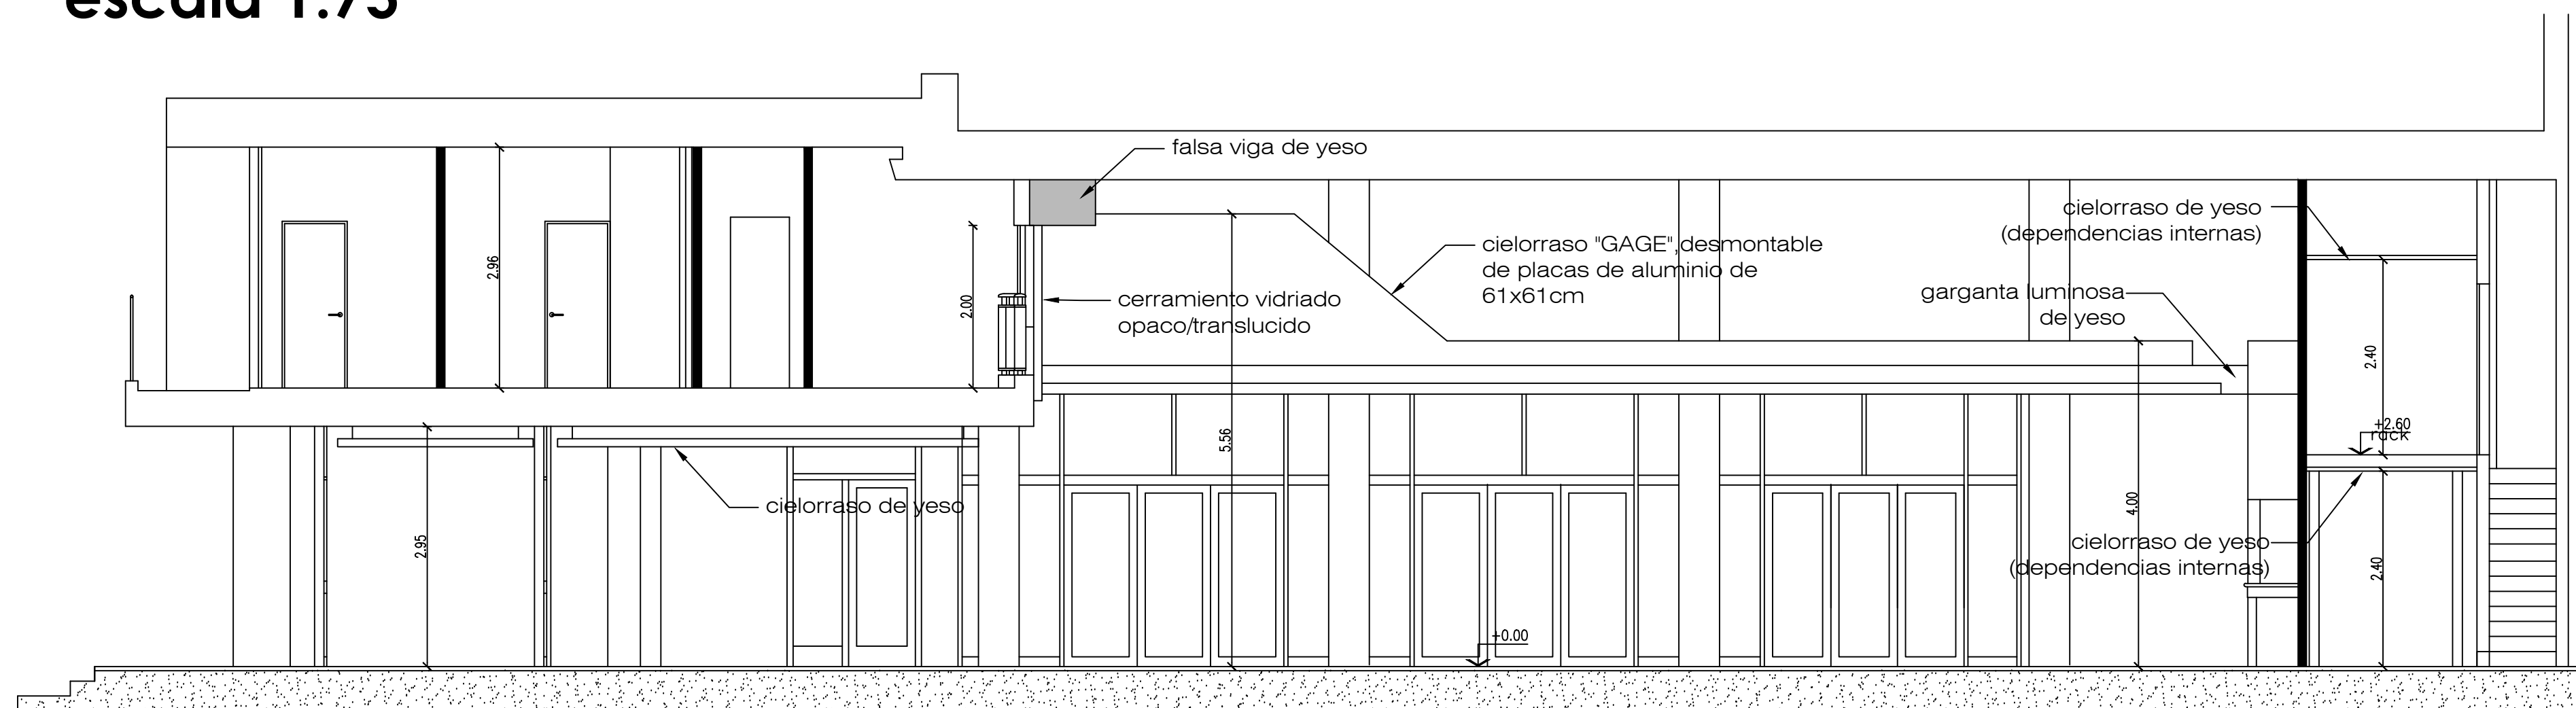 escala 1:75
falsa viga de yeso
cielorraso de yeso
(dependencias internas)
cielorraso "GAGE",desmontable
de placas de aluminio de
61x61cm
2.96
2.00
cerramiento vidriado
opaco/translucido
garganta luminosa
de yeso
2.40
+2.60
rack
5.56
cielorraso de yeso
2.95
4.00
cielorraso de yeso
(dependencias internas)
2.40
+0.00